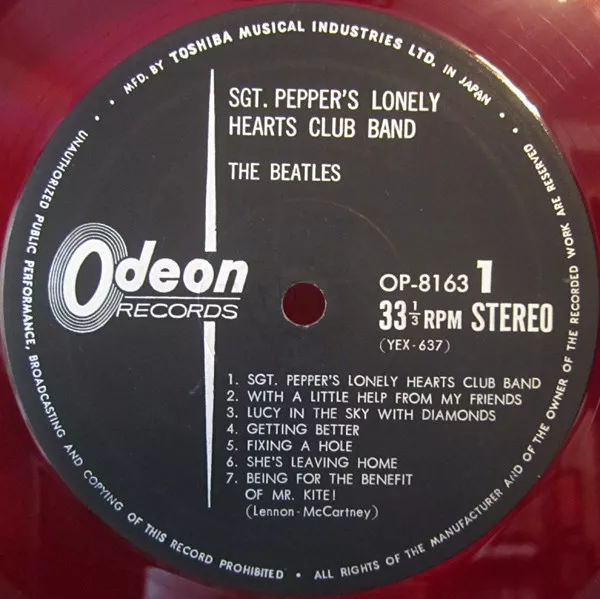 MFD. BY TOSHIBA MUSICAL INDUSTRIES LTD. IN JAPAN
SGT. PEPPER'S LONELY
HEARTS CLUB BAND
THE BEATLES
Odeon
RECORDS
OP-8163 1
33 1/3 RPM STEREO
(YEX-637)
1. SGT. PEPPER'S LONELY HEARTS CLUB BAND
2. WITH A LITTLE HELP FROM MY FRIENDS
3. LUCY IN THE SKY WITH DIAMONDS
4. GETTING BETTER
5. FIXING A HOLE
6. SHE'S LEAVING HOME
7. BEING FOR THE BENEFIT
OF MR. KITE!
(Lennon-McCartney)
UNAUTHORIZED PUBLIC PERFORMANCE, BROADCASTING AND COPYING OF THIS RECORD PROHIBITED • ALL RIGHTS OF THE MANUFACTURER AND OF THE OWNER OF THE RECORDED WORK ARE RESERVED